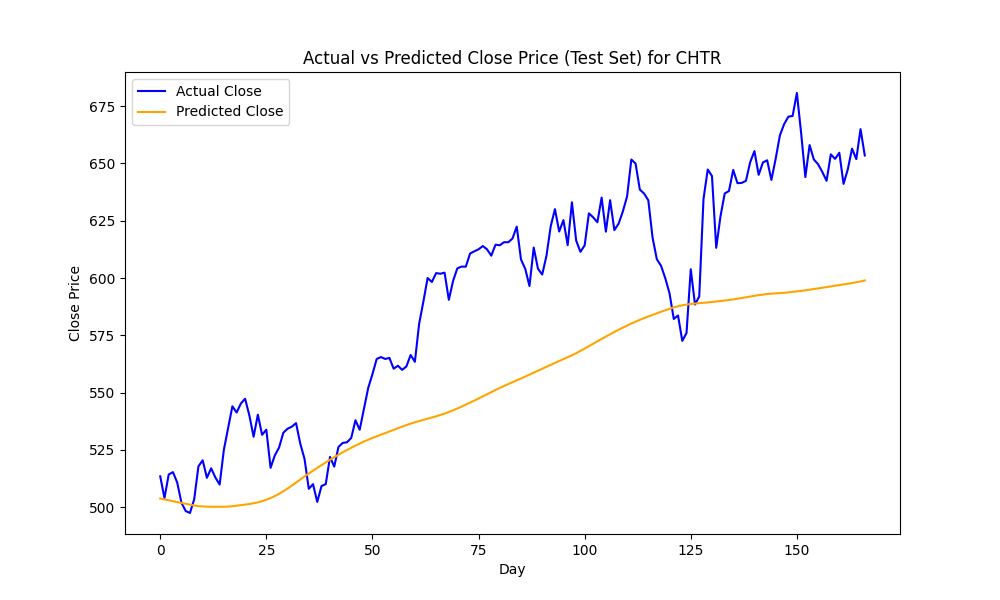 Actual vs Predicted Close Price (Test Set) for CHTR
Actual Close
Predicted Close
675
650
625
600
575
550
525
500
Close Price
0 25 50 75 100 125 150
Day